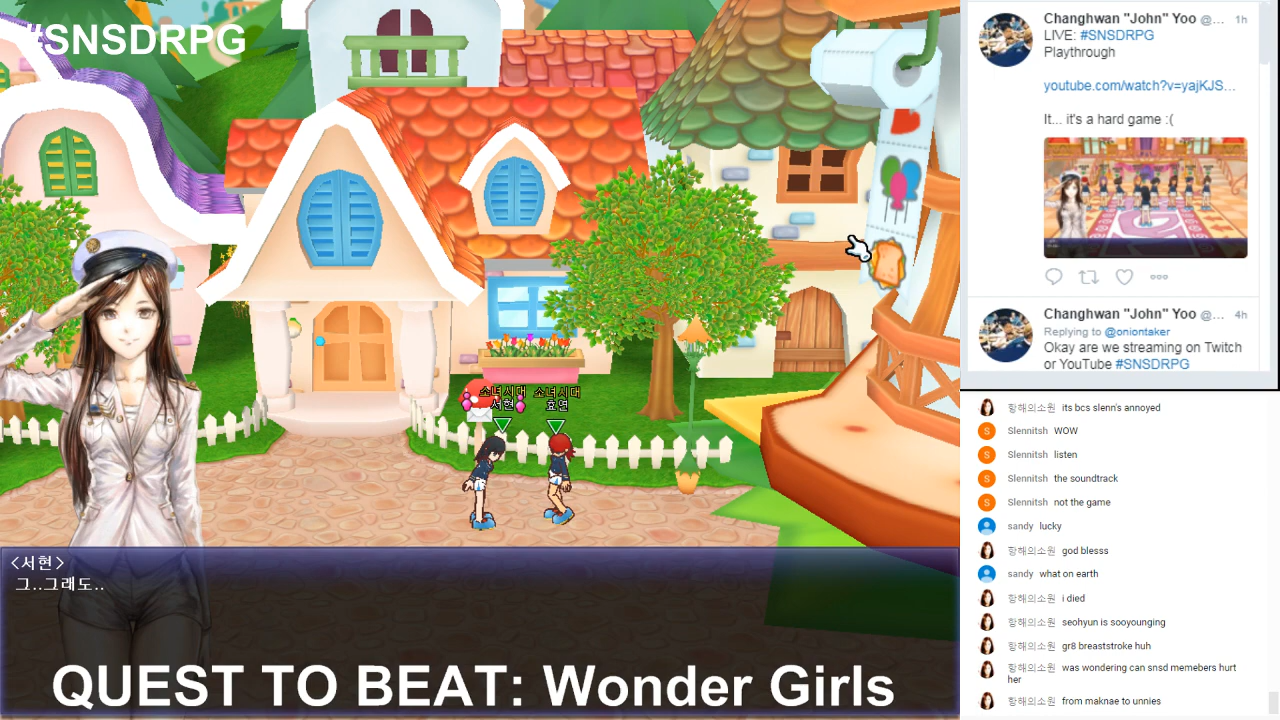 #SNSDRPG
소녀시대 소녀시대
서현 효연
<서현>
그..그래도..
QUEST TO BEAT: Wonder Girls
Changhwan "John" Yoo @... 1h
LIVE: #SNSDRPG
Playthrough
youtube.com/watch?v=yajKJS...
It... it's a hard game :(
Changhwan "John" Yoo @... 4h
Replying to @oniontaker
Okay are we streaming on Twitch
or YouTube #SNSDRPG
항해의소원 its bcs slenn's annoyed
S Slennitsh WOW
S Slennitsh listen
S Slennitsh the soundtrack
S Slennitsh not the game
sandy lucky
항해의소원 god blesss
sandy what on earth
항해의소원 i died
항해의소원 seohyun is sooyounging
항해의소원 gr8 breaststroke huh
항해의소원 was wondering can snsd memebers hurt
her
항해의소원 from maknae to unnies